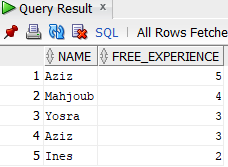 Query Result ×
SQL | All Rows Fetche
NAME FREE_EXPERIENCE
1 Aziz 5
2 Mahjoub 4
3 Yosra 3
4 Aziz 3
5 Ines 2